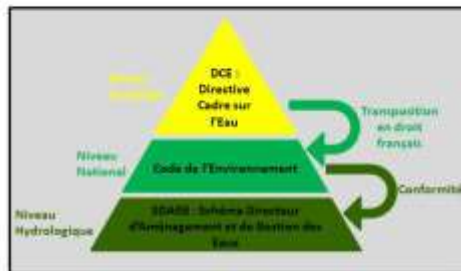 DCE :
Directive
Cadre sur
l'Eau
Transposition
en droit
français
Niveau
National
Code de l'Environnement
Conformité
Niveau
Hydrologique
SDAGE : Schéma Directeur
d'Aménagement et de Gestion des
Eaux